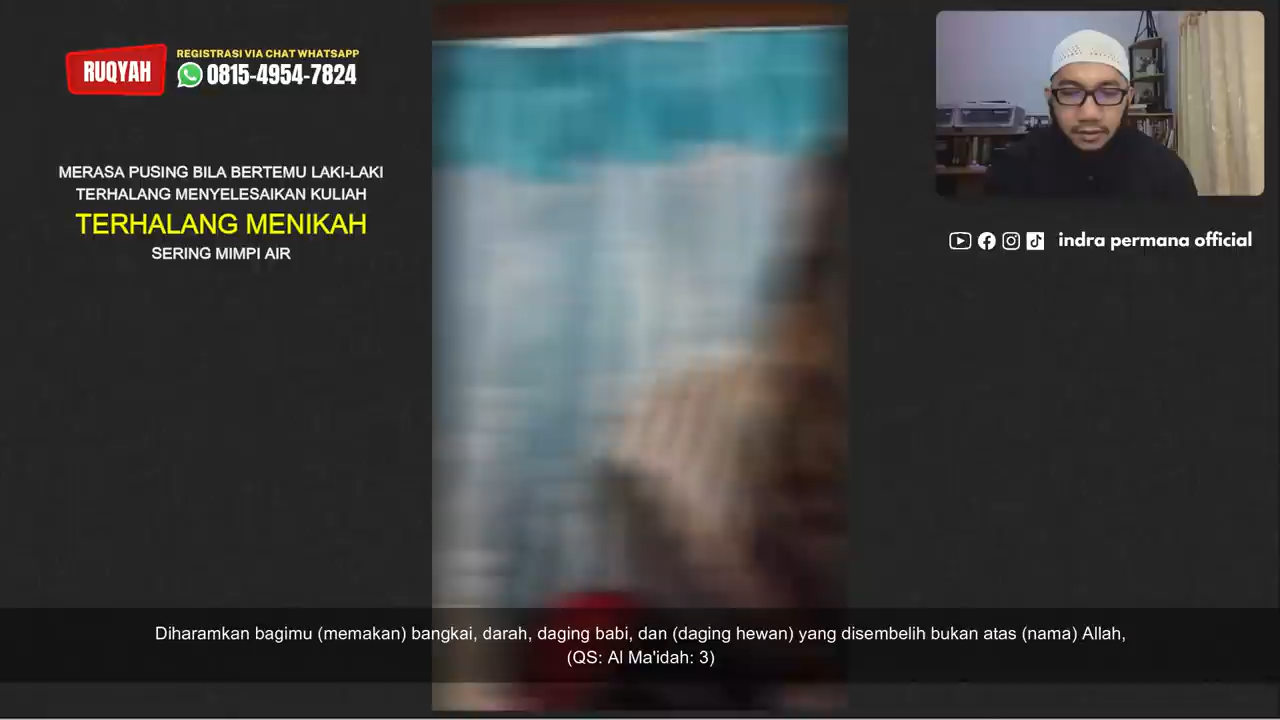 RUQYAH
REGISTRASI VIA CHAT WHATSAPP
0815-4954-7824
MERASA PUSING BILA BERTEMU LAKI-LAKI
TERHALANG MENYELESAIKAN KULIAH
TERHALANG MENIKAH
SERING MIMPI AIR
indra permana official
Diharamkan bagimu (memakan) bangkai, darah, daging babi, dan (daging hewan) yang disembelih bukan atas (nama) Allah,
(QS: Al Ma'idah: 3)